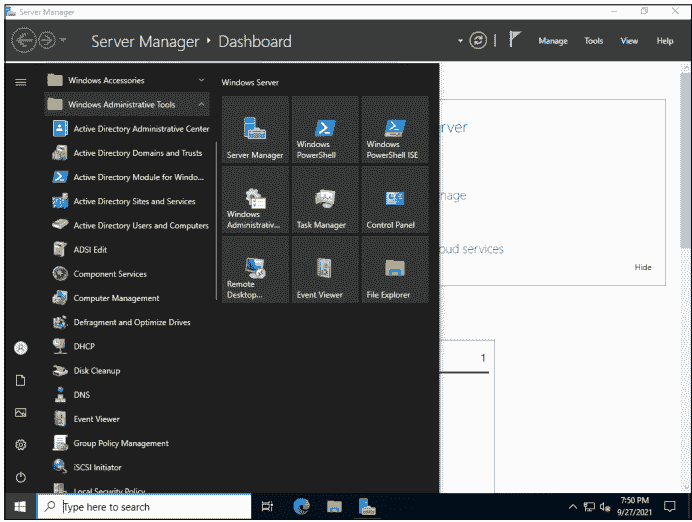 Server Manager
Server Manager • Dashboard
Manage
Tools
View
Help
Windows Accessories
Windows Administrative Tools
Active Directory Administrative Center
Active Directory Domains and Trusts
Active Directory Module for Windo...
Active Directory Sites and Services
Active Directory Users and Computers
ADSI Edit
Component Services
Computer Management
Defragment and Optimize Drives
DHCP
Disk Cleanup
DNS
Event Viewer
Group Policy Management
iSCSI Initiator
Local Security Policy
Windows Server
Server Manager
Windows
PowerShell
Windows
PowerShell ISE
Windows
Administrativ...
Task Manager
Control Panel
Remote
Desktop...
Event Viewer
File Explorer
rver
nage
oud services
Hide
1
Type here to search
7:50 PM
9/27/2021